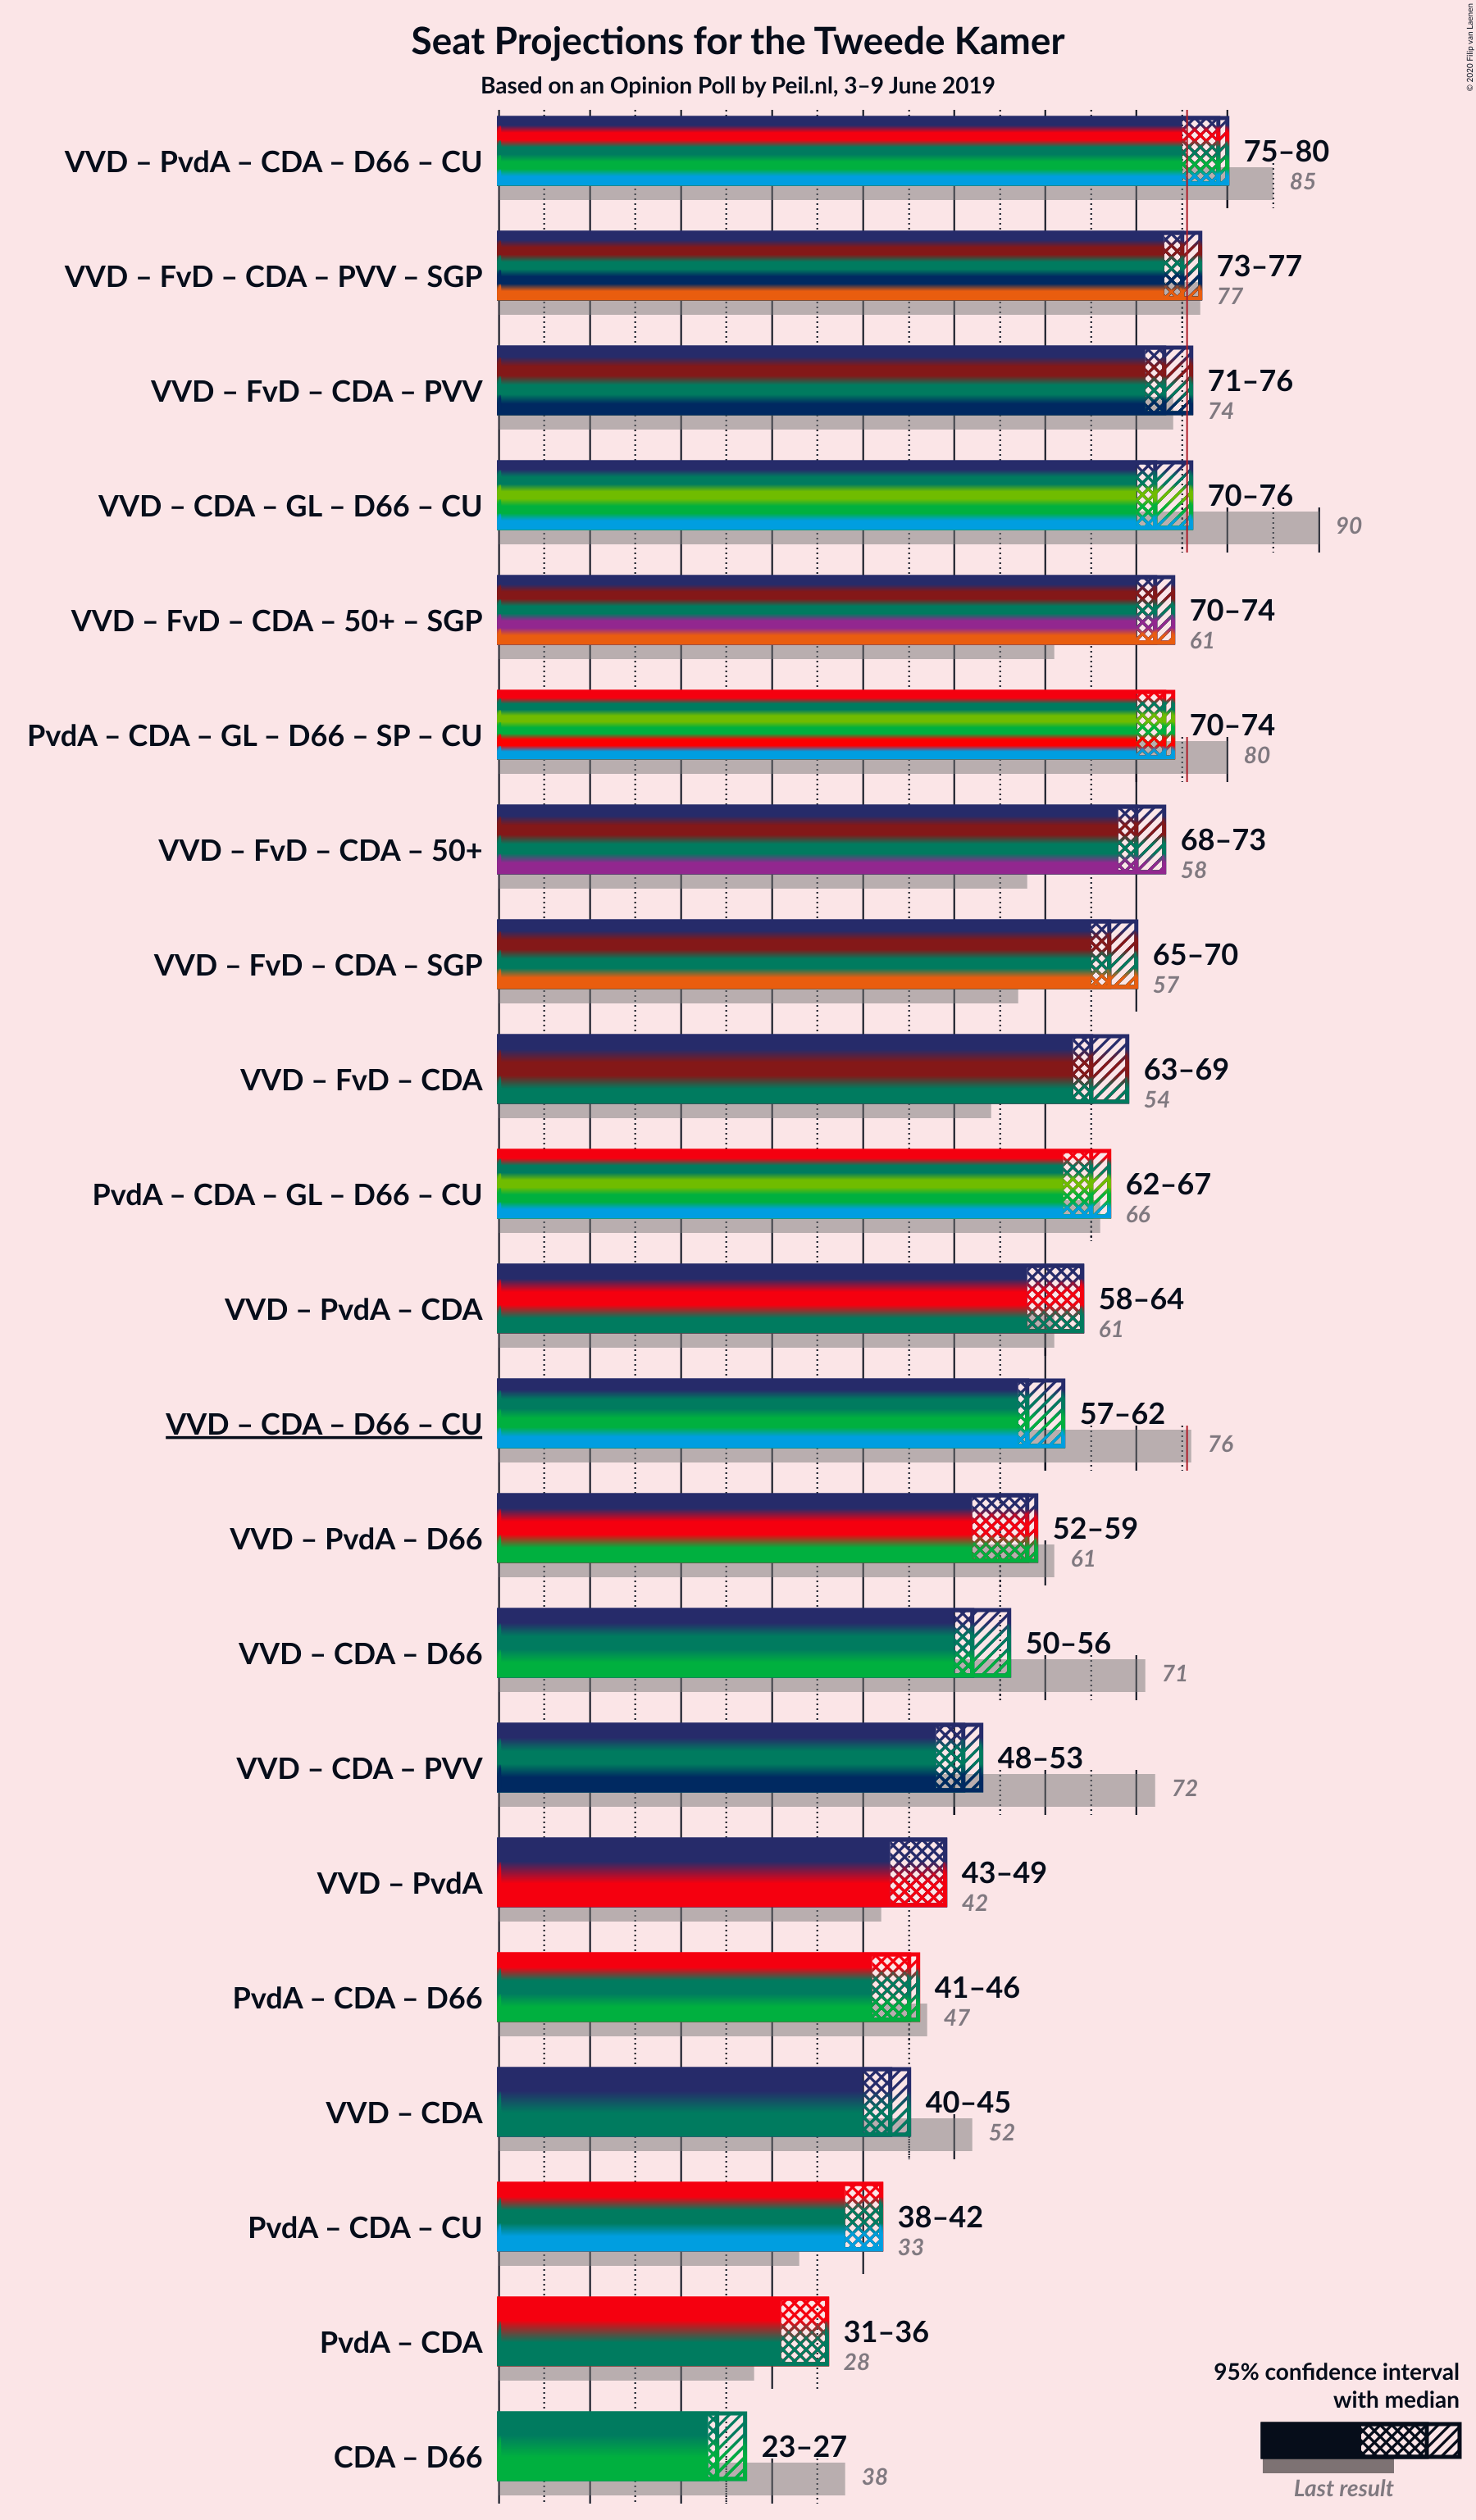 Seat Projections for the Tweede Kamer
Based on an Opinion Poll by Peil.nl, 3–9 June 2019
© 2020 Filip van Laenen
VVD – PvdA – CDA – D66 – CU
75–80
85
VVD – FvD – CDA – PVV – SGP
73–77
77
VVD – FvD – CDA – PVV
71–76
74
VVD – CDA – GL – D66 – CU
70–76
90
VVD – FvD – CDA – 50+ – SGP
70–74
61
PvdA – CDA – GL – D66 – SP – CU
70–74
80
VVD – FvD – CDA – 50+
68–73
58
VVD – FvD – CDA – SGP
65–70
57
VVD – FvD – CDA
63–69
54
PvdA – CDA – GL – D66 – CU
62–67
66
VVD – PvdA – CDA
58–64
61
VVD – CDA – D66 – CU
57–62
76
VVD – PvdA – D66
52–59
61
VVD – CDA – D66
50–56
71
VVD – CDA – PVV
48–53
72
VVD – PvdA
43–49
42
PvdA – CDA – D66
41–46
47
VVD – CDA
40–45
52
PvdA – CDA – CU
38–42
33
PvdA – CDA
31–36
28
CDA – D66
23–27
38
95% confidence interval
with median
Last result